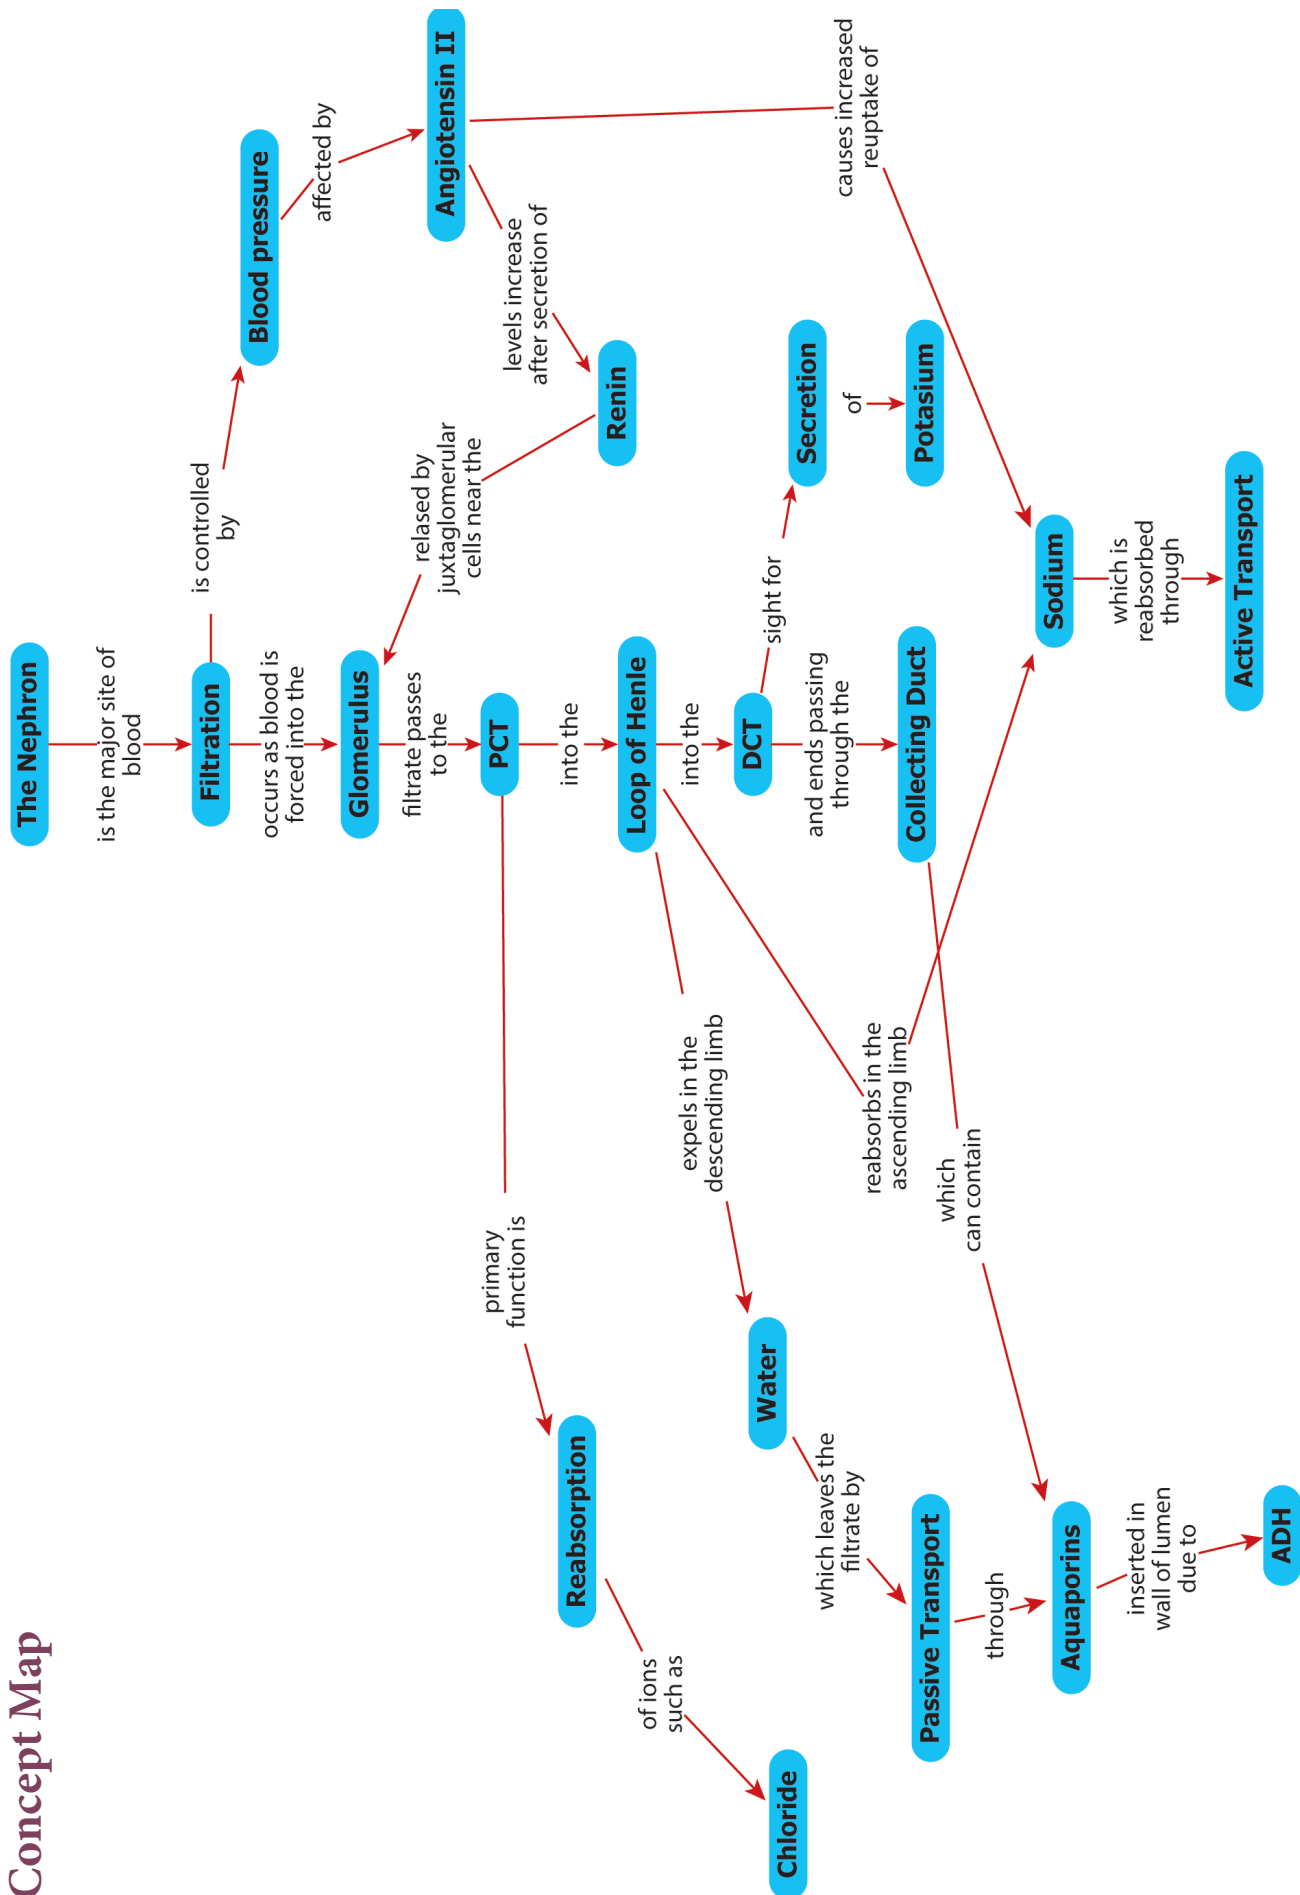 Concept Map
The Nephron
is the major site of
blood
Filtration
is controlled
by
Blood pressure
affected by
Angiotensin II
occurs as blood is
forced into the
Glomerulus
levels increase
after secretion of
Renin
relased by
juxtaglomerular
cells near the
causes increased
reuptake of
filtrate passes
to the
PCT
primary
function is
Reabsorption
of ions
such as
Chloride
into the
Loop of Henle
expels in the
descending limb
Water
which leaves the
filtrate by
Passive Transport
through
Aquaporins
inserted in
wall of lumen
due to
ADH
reabsorbs in the
ascending limb
into the
DCT
sight for
Secretion
of
Potasium
and ends passing
through the
Collecting Duct
which
can contain
Sodium
which is
reabsorbed
through
Active Transport